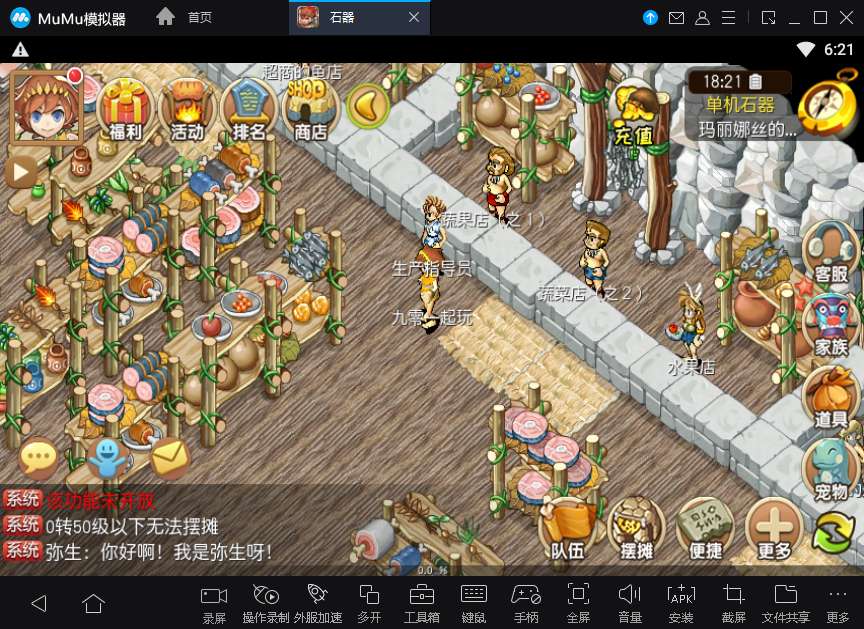 MuMu模拟器
首页
石器
6:21
超商的鱼店
福利
活动
排名
SHOP
商店
充值
18:21
单机石器
玛丽娜丝的...
蔬果店（之1）
生产指导员
蔬菜店（之2）
九零一起玩
水果店
客服
家族
道具
宠物
系统 该功能未开放
系统 0转50级以下无法摆摊
系统 弥生：你好啊！我是弥生呀！
队伍
摆摊
便捷
更多
0.0 %
录屏
操作录制
外服加速
多开
工具箱
键鼠
手柄
全屏
音量
APK
安装
截屏
文件共享
更多